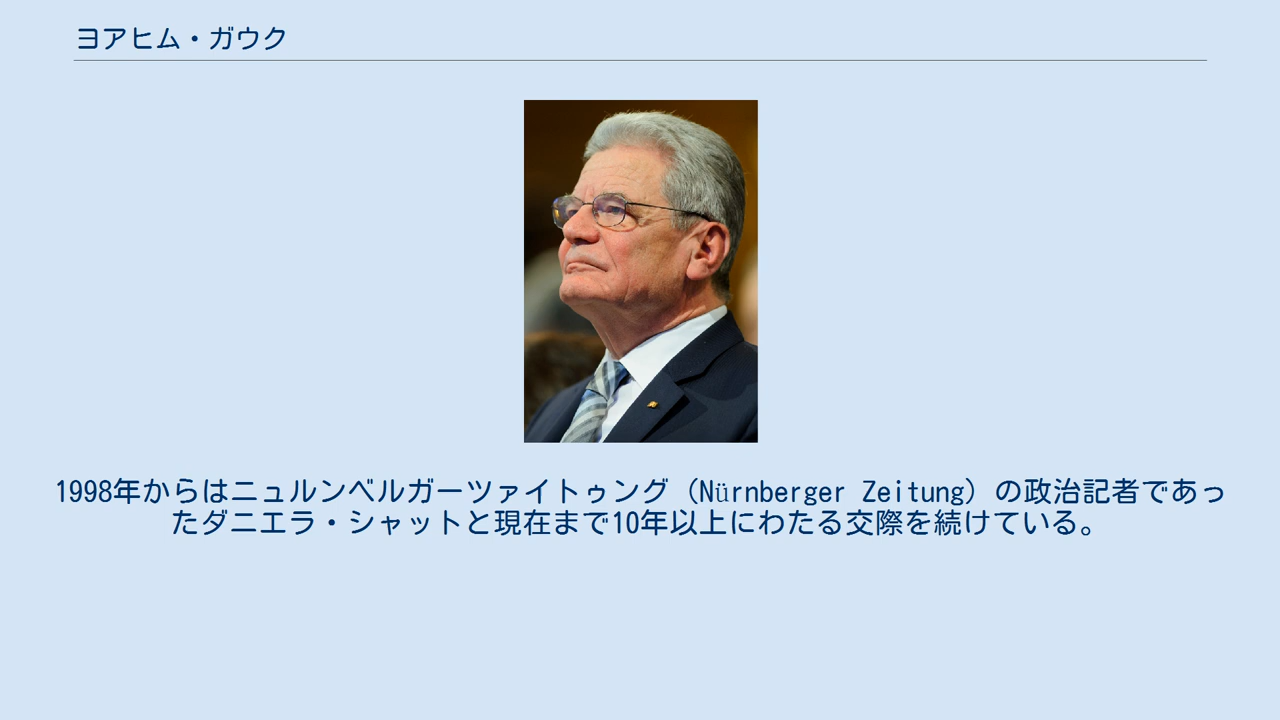 ヨアヒム・ガウク
1998年からはニュルンベルガーツァイトゥング（Nürnberger Zeitung）の政治記者であっ
たダニエラ・シャットと現在まで10年以上にわたる交際を続けている。